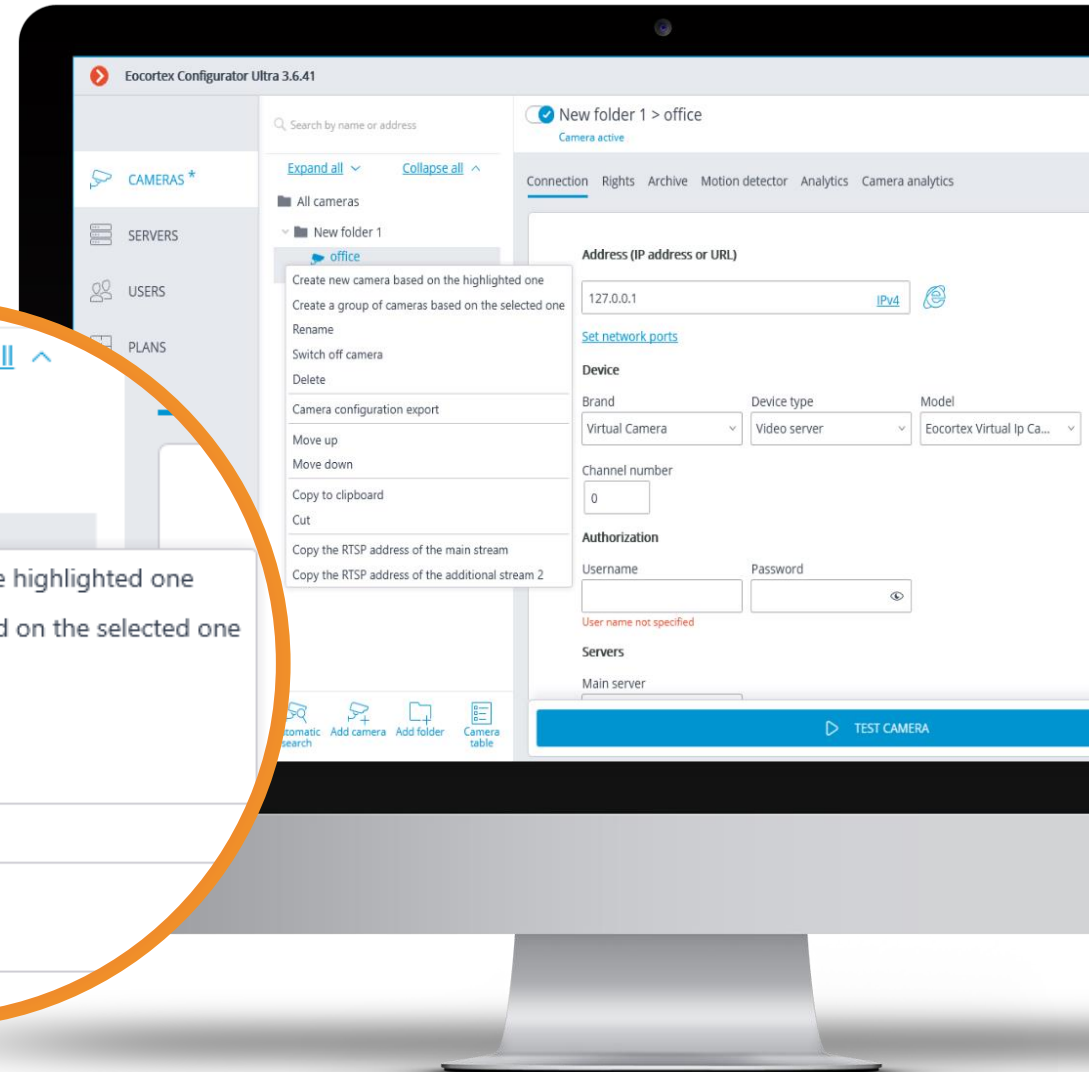 Eocortex Configurator Ultra 3.6.41
Search by name or address
New folder 1 > office
Camera active
CAMERAS *
SERVERS
USERS
PLANS
Expand all
Collapse all
All cameras
New folder 1
office
Create new camera based on the highlighted one
Create a group of cameras based on the selected one
Rename
Switch off camera
Delete
Camera configuration export
Move up
Move down
Copy to clipboard
Cut
Copy the RTSP address of the main stream
Copy the RTSP address of the additional stream 2
Connection Rights Archive Motion detector Analytics Camera analytics
Address (IP address or URL)
127.0.0.1 IPv4
Set network ports
Device
Brand Device type Model
Virtual Camera Video server Eocortex Virtual Ip Ca...
Channel number
0
Authorization
Username Password
User name not specified
Servers
Main server
TEST CAMERA
tomatic
search
Add camera
Add folder
Camera
table
ll
e highlighted one
d on the selected one